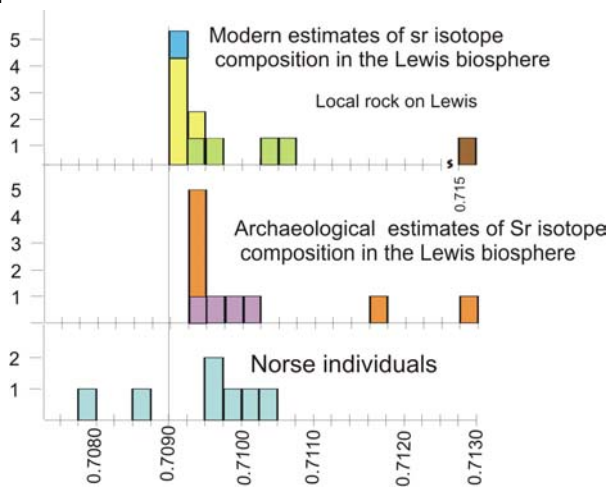 5
Modern estimates of sr isotope
composition in the Lewis biosphere
4
3
Local rock on Lewis
2
1
s
0.715
5
4
Archaeological estimates of Sr isotope
composition in the Lewis biosphere
3
2
1
2
Norse individuals
1
0.7080
0.7090
0.7100
0.7110
0.7120
0.7130